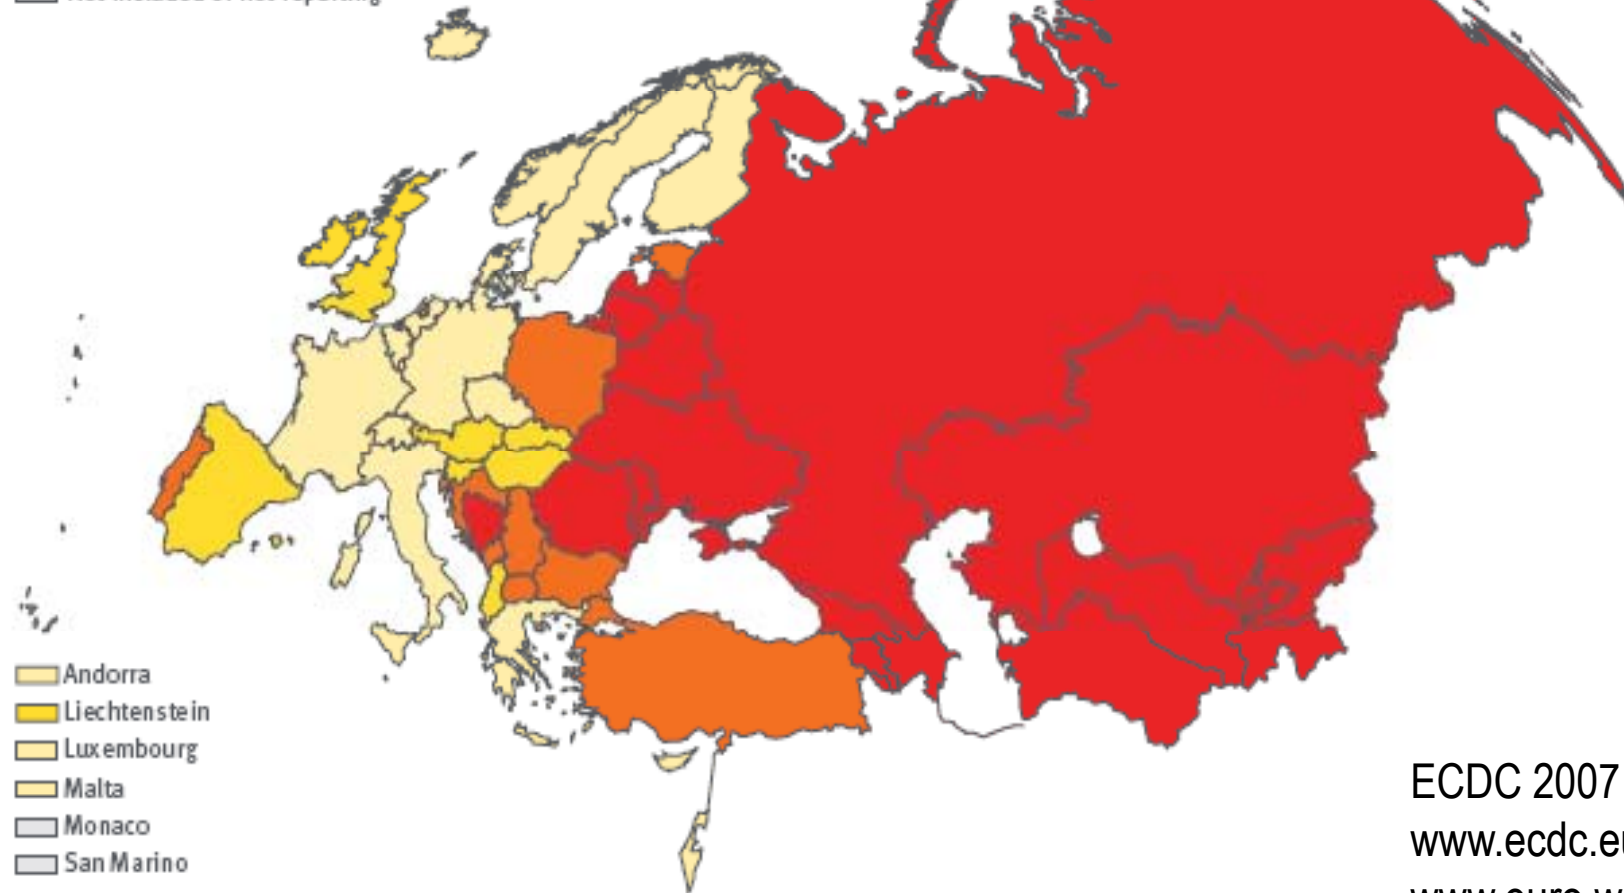 Andorra
Liechtenstein
Luxembourg
Malta
Monaco
San Marino
ECDC 2007
www.ecdc.eu